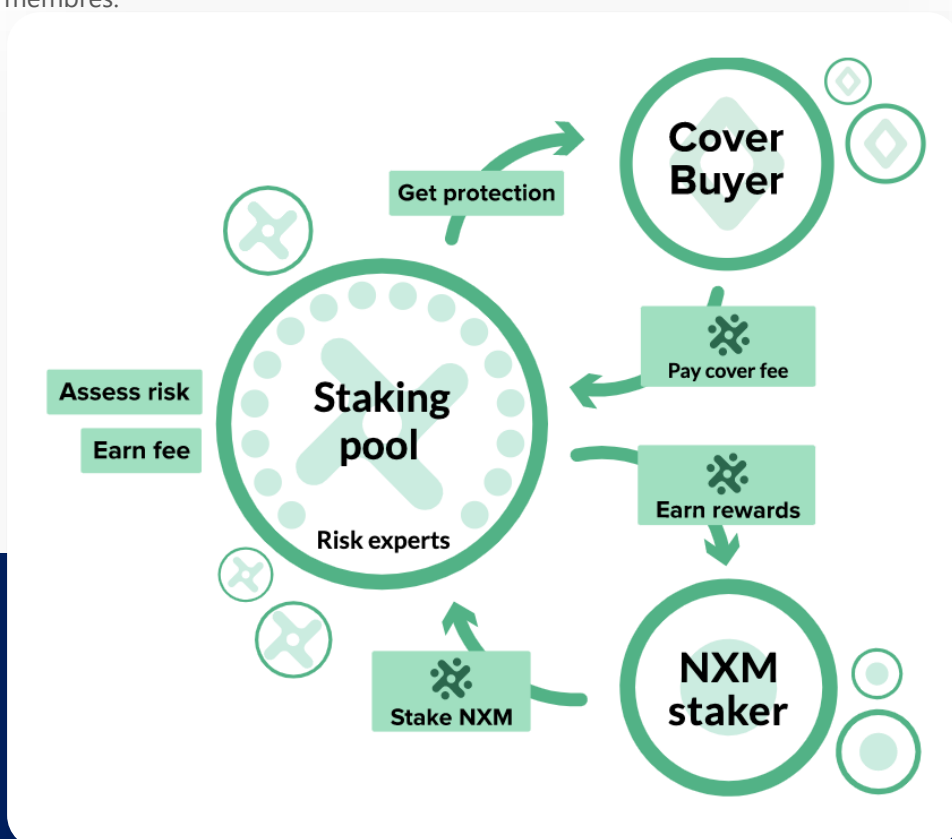 membres.
Cover
Buyer
Get protection
Pay cover fee
Assess risk
Earn fee
Staking
pool
Risk experts
Earn rewards
NXM
staker
Stake NXM